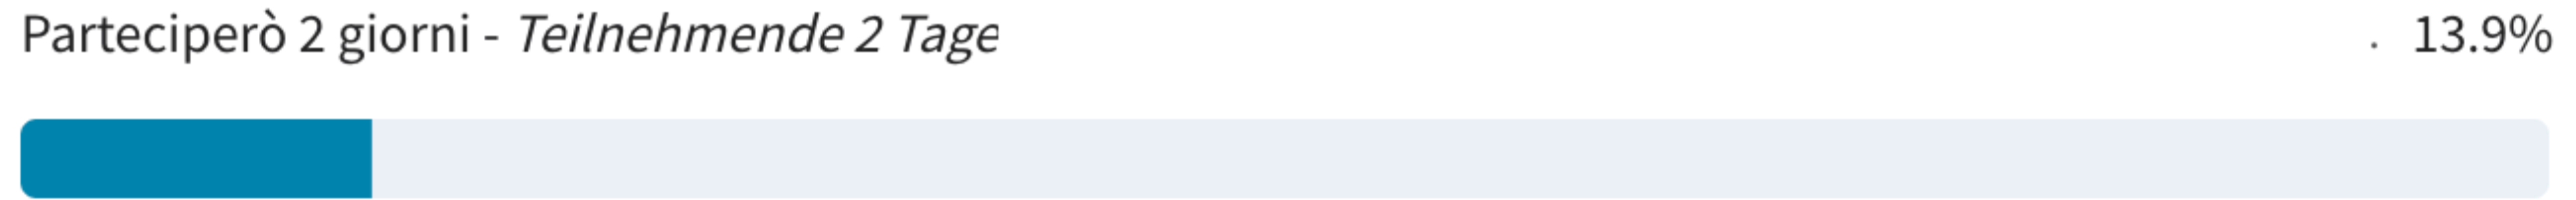 Parteciperò 2 giorni - Teilnehmende 2 Tage . 13.9%